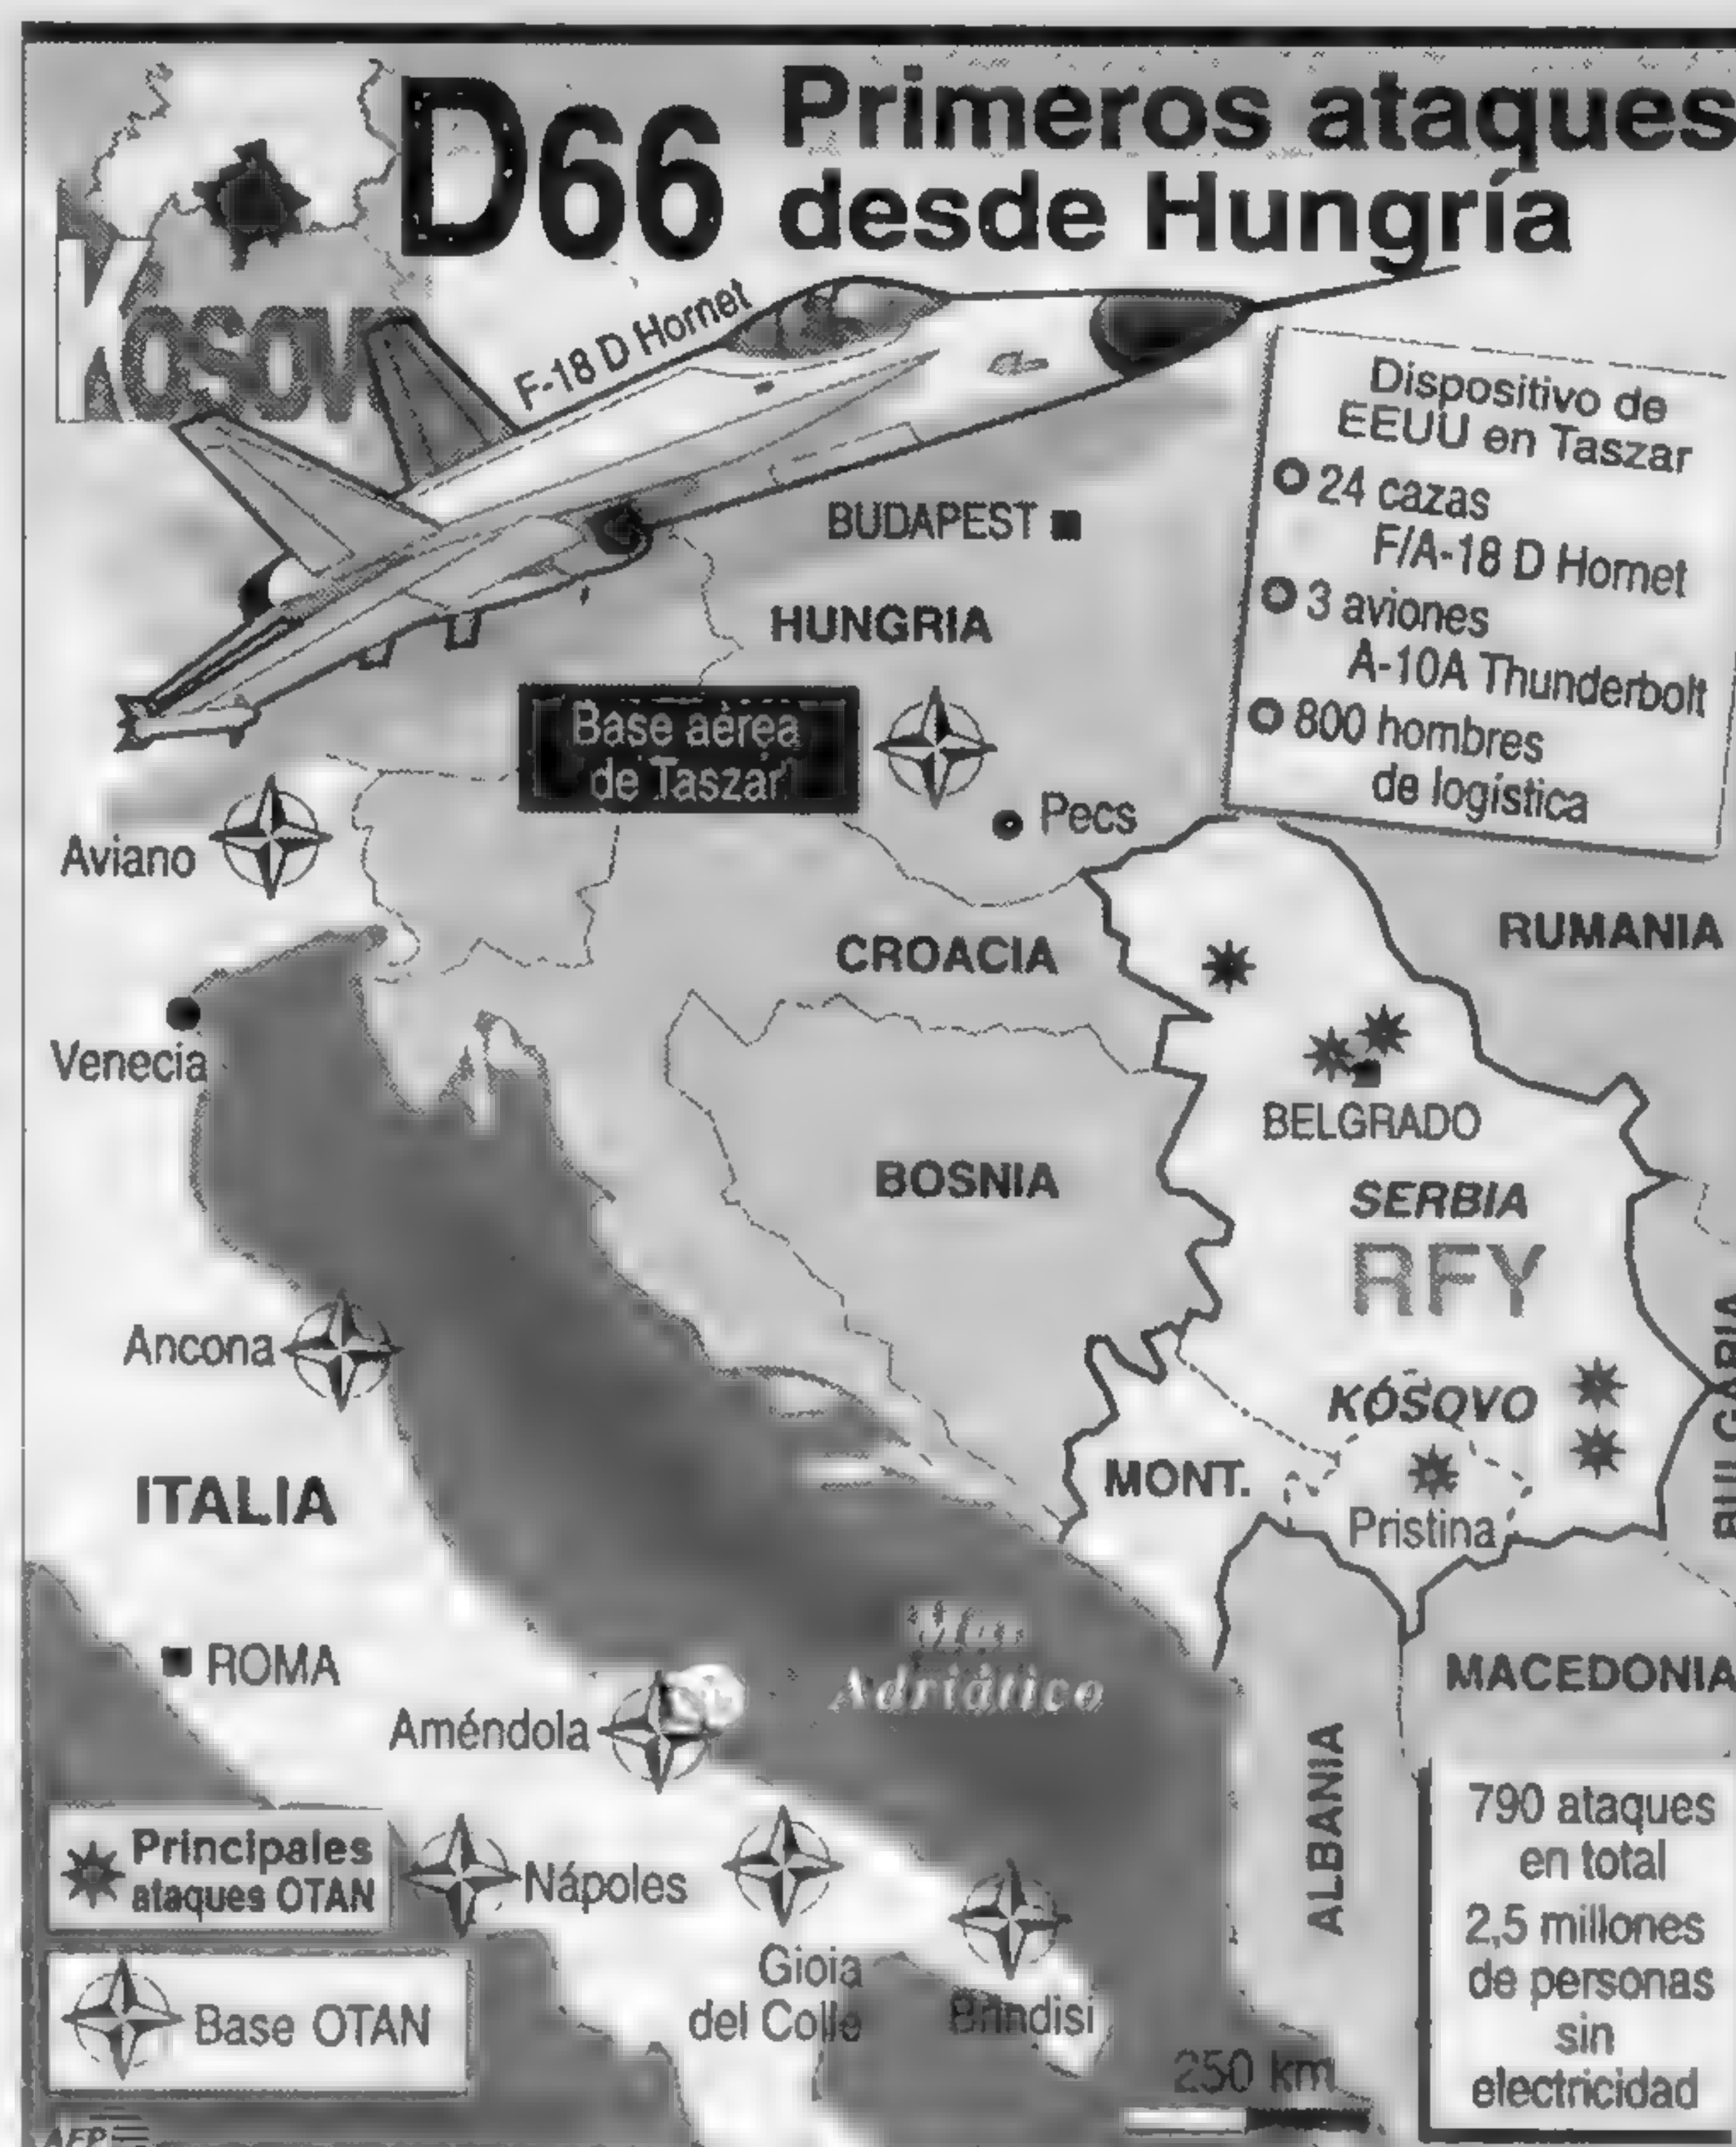 D66
Primeros ataques
desde Hungría
KOSOV
F-18 D Hornet
Dispositivo de
EEUU en Taszar
24 cazas
F/A-18 D Hornet
3 aviones
A-10A Thunderbolt
800 hombres
de logística
BUDAPEST
HUNGRIA
Base aérea
de Taszar
Pecs
Aviano
RUMANIA
CROACIA
Venecia
BELGRADO
BOSNIA
SERBIA
RFY
BULGARIA
Ancona
KOSOVO
ITALIA
MONT.
Pristina
ROMA
Mar
Adriático
MACEDONIA
Améndola
ALBANIA
790 ataques
en total
2,5 millones
de personas
sin
electricidad
Principales
ataques OTAN
Nápoles
Gioia
del Colle
Brindisi
Base OTAN
250 km
AFP